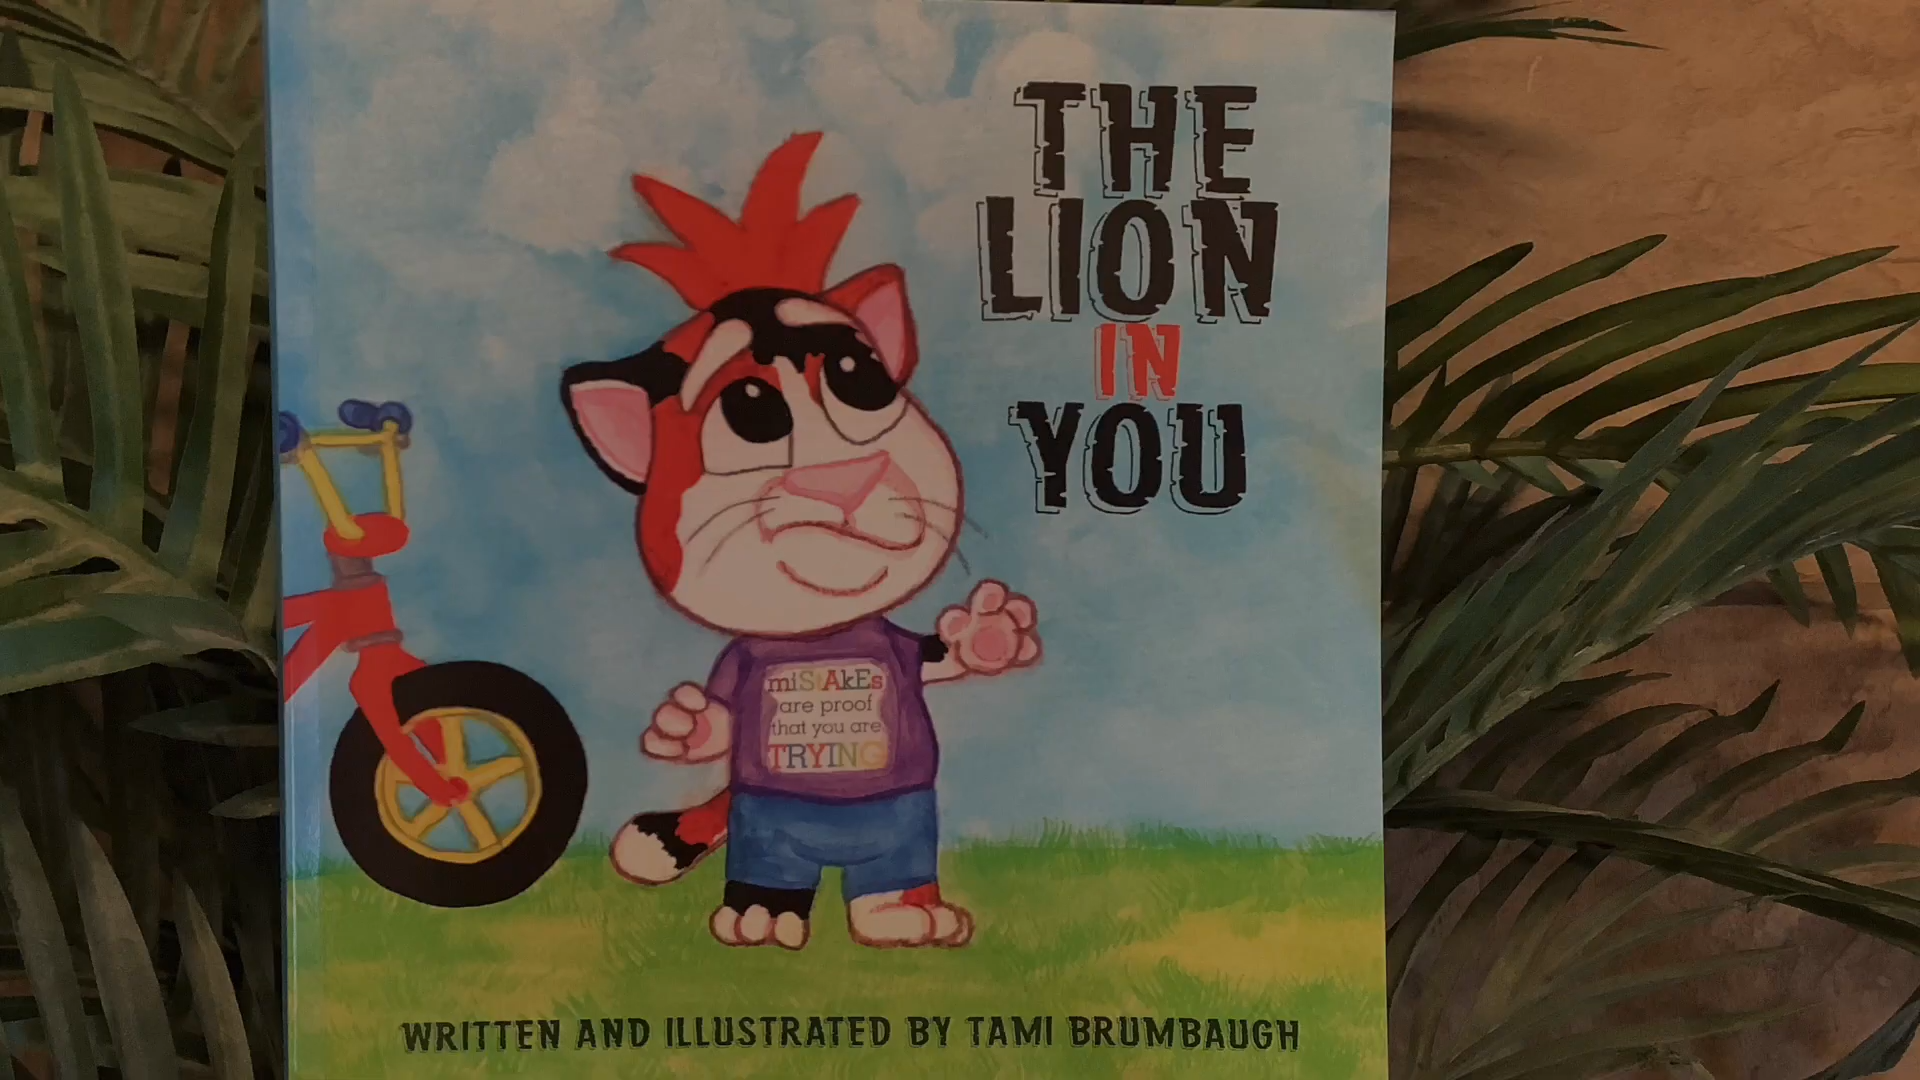 THE
LION
IN
YOU
miStAkEs
are proof
that you are
TRYING
WRITTEN AND ILLUSTRATED BY TAMI BRUMBAUGH